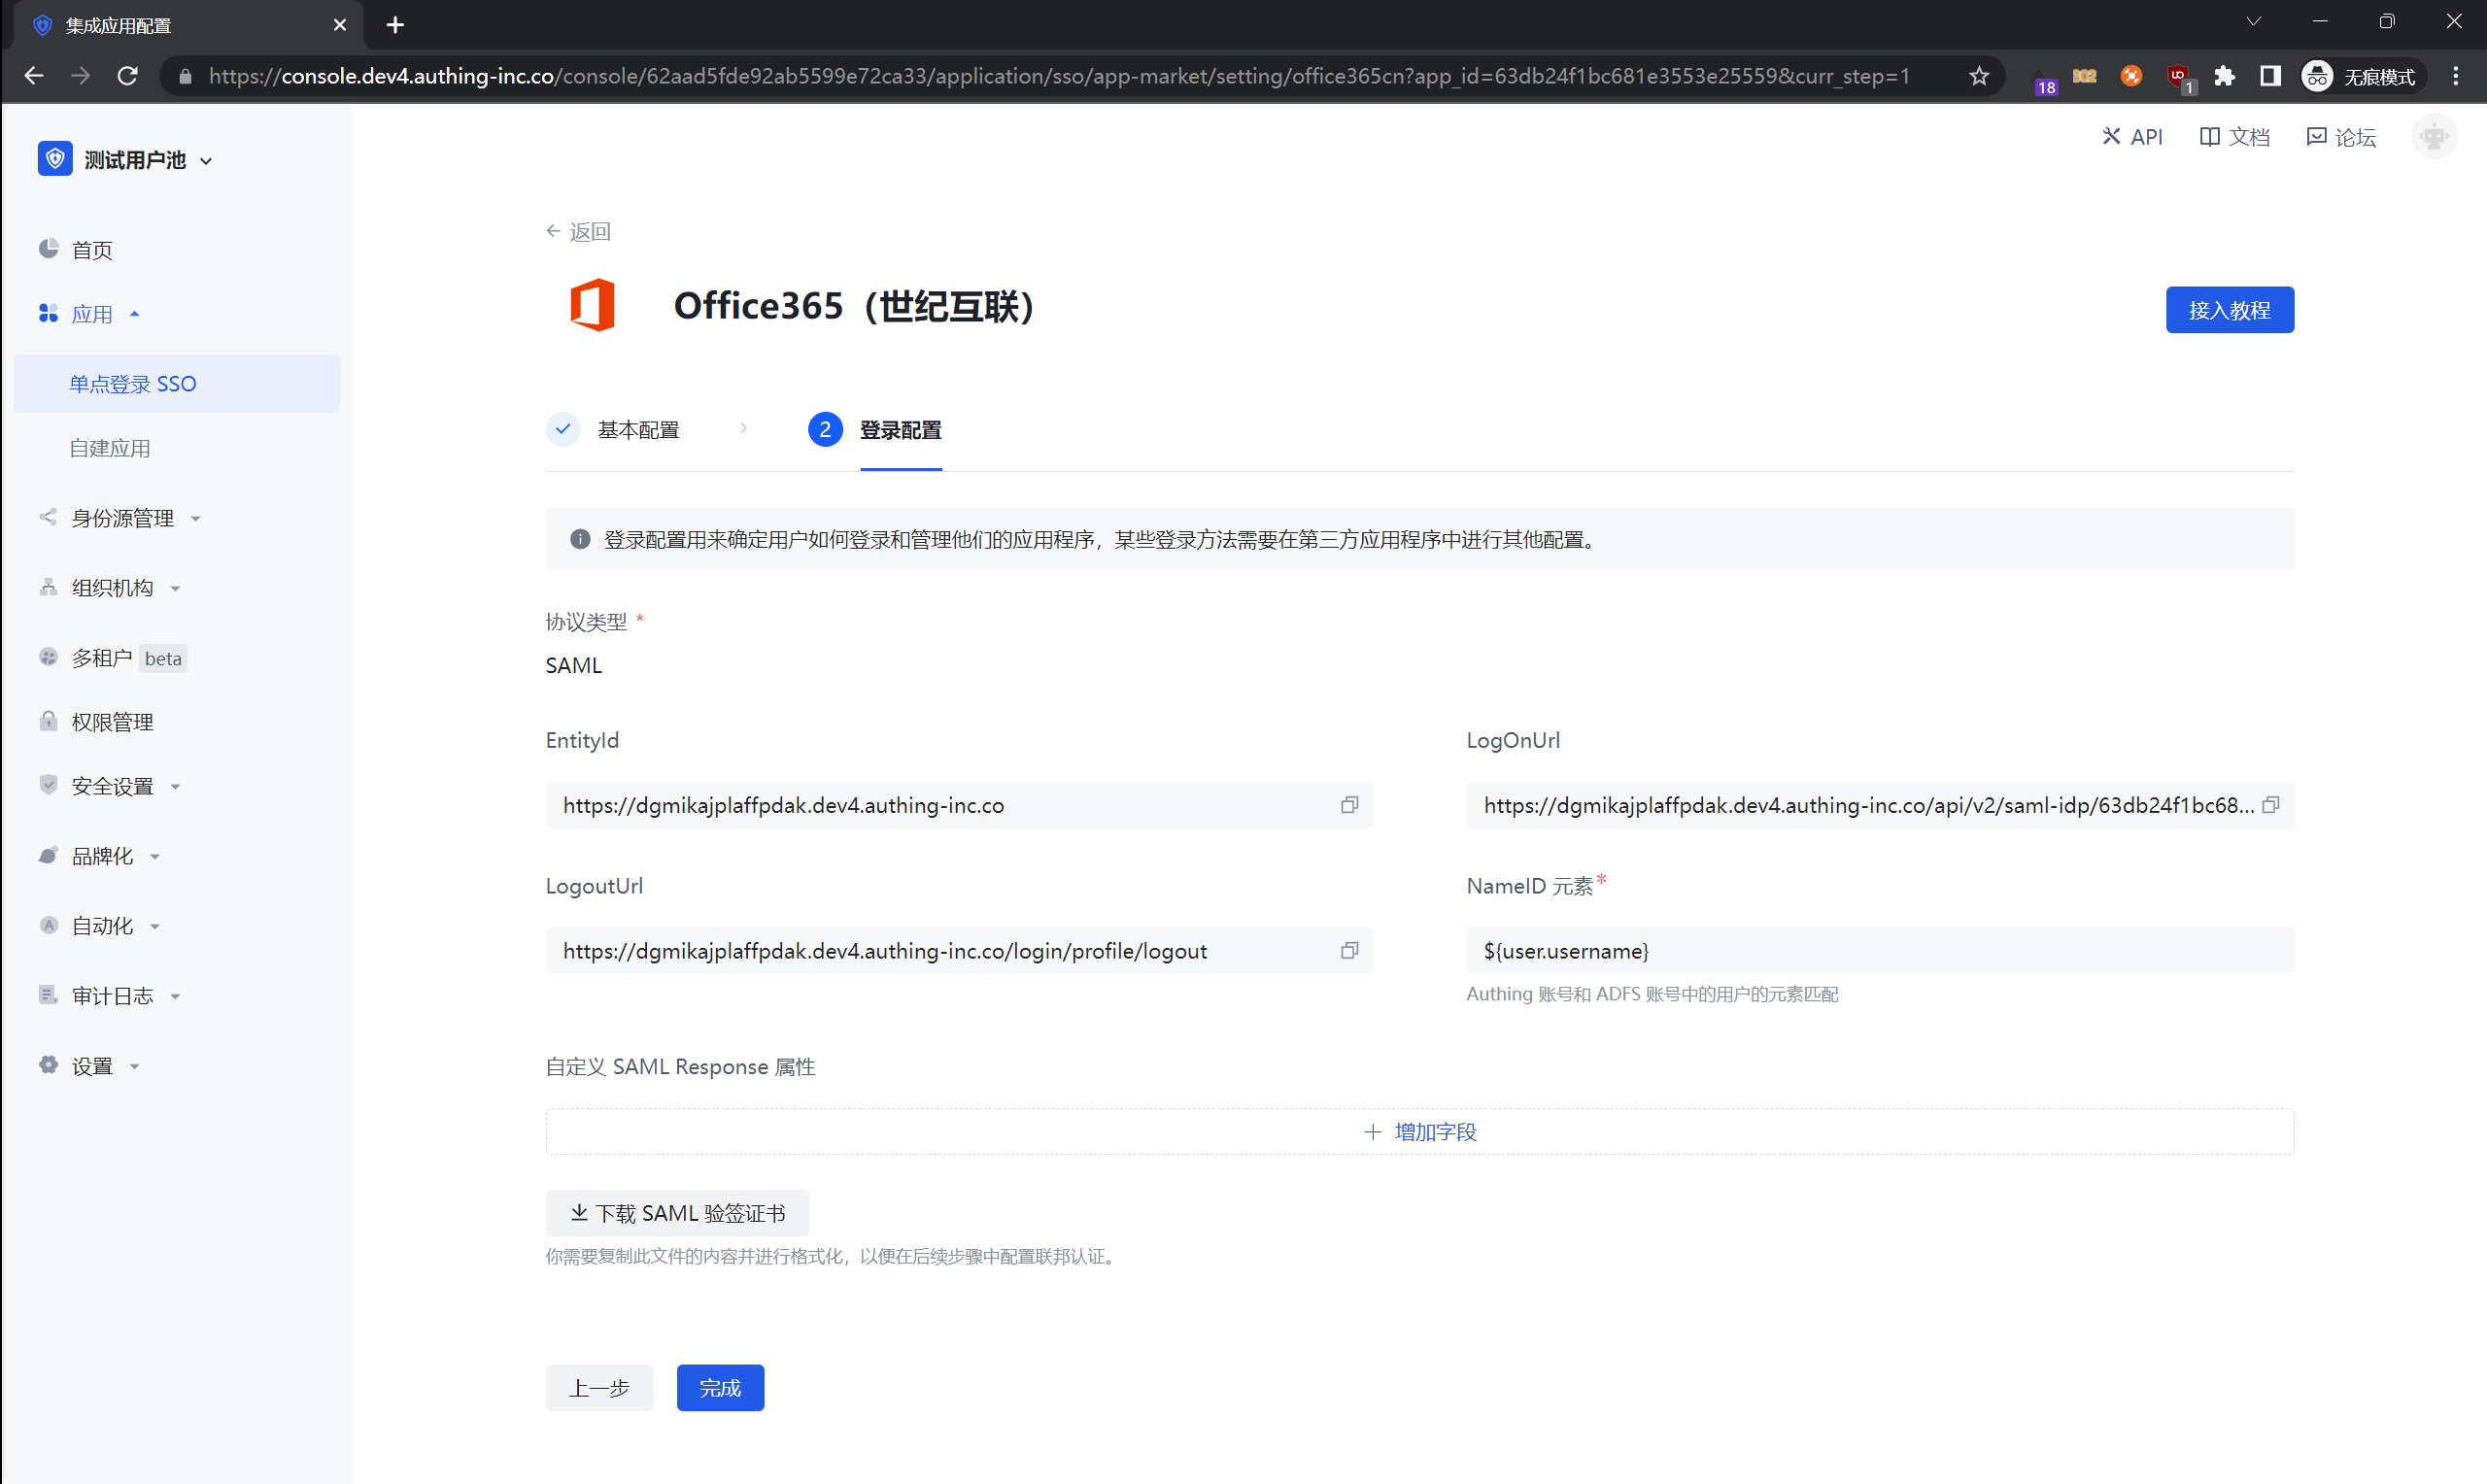 集成应用配置
https://console.dev4.authing-inc.co/console/62aad5fde92ab5599e72ca33/application/sso/app-market/setting/office365cn?app_id=63db24f1bc681e3553e25559&curr_step=1
18
302
1
无痕模式
测试用户池
API
文档
论坛
首页
应用
单点登录 SSO
自建应用
身份源管理
组织机构
多租户 beta
权限管理
安全设置
品牌化
自动化
审计日志
设置
返回
Office365（世纪互联）
接入教程
基本配置
2 登录配置
登录配置用来确定用户如何登录和管理他们的应用程序，某些登录方法需要在第三方应用程序中进行其他配置。
协议类型 *
SAML
EntityId
LogOnUrl
https://dgmikajplaffpdak.dev4.authing-inc.co
https://dgmikajplaffpdak.dev4.authing-inc.co/api/v2/saml-idp/63db24f1bc68...
LogoutUrl
NameID 元素*
https://dgmikajplaffpdak.dev4.authing-inc.co/login/profile/logout
${user.username}
Authing 账号和 ADFS 账号中的用户的元素匹配
自定义 SAML Response 属性
+ 增加字段
下载 SAML 验签证书
你需要复制此文件的内容并进行格式化，以便在后续步骤中配置联邦认证。
上一步
完成